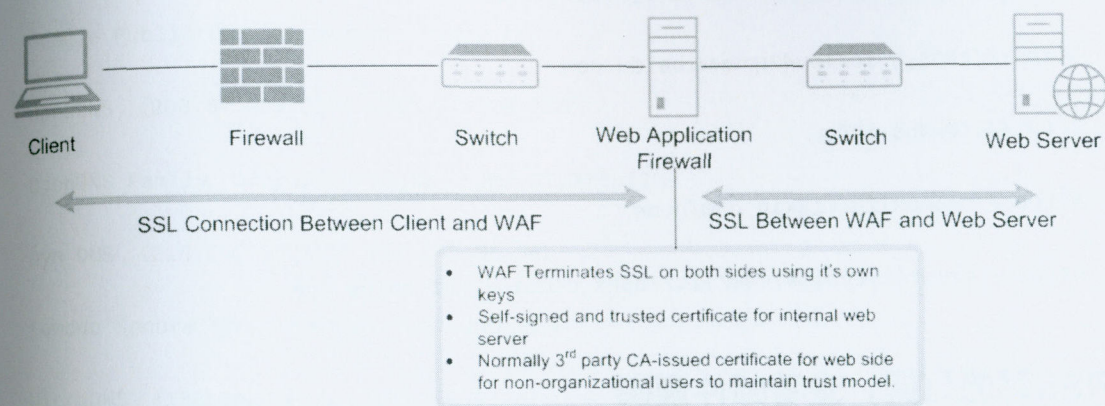 Client
Firewall
Switch
Web Application
Firewall
Switch
Web Server
SSL Connection Between Client and WAF
SSL Between WAF and Web Server
• WAF Terminates SSL on both sides using it's own
keys
• Self-signed and trusted certificate for internal web
server
• Normally 3rd party CA-issued certificate for web side
for non-organizational users to maintain trust model.